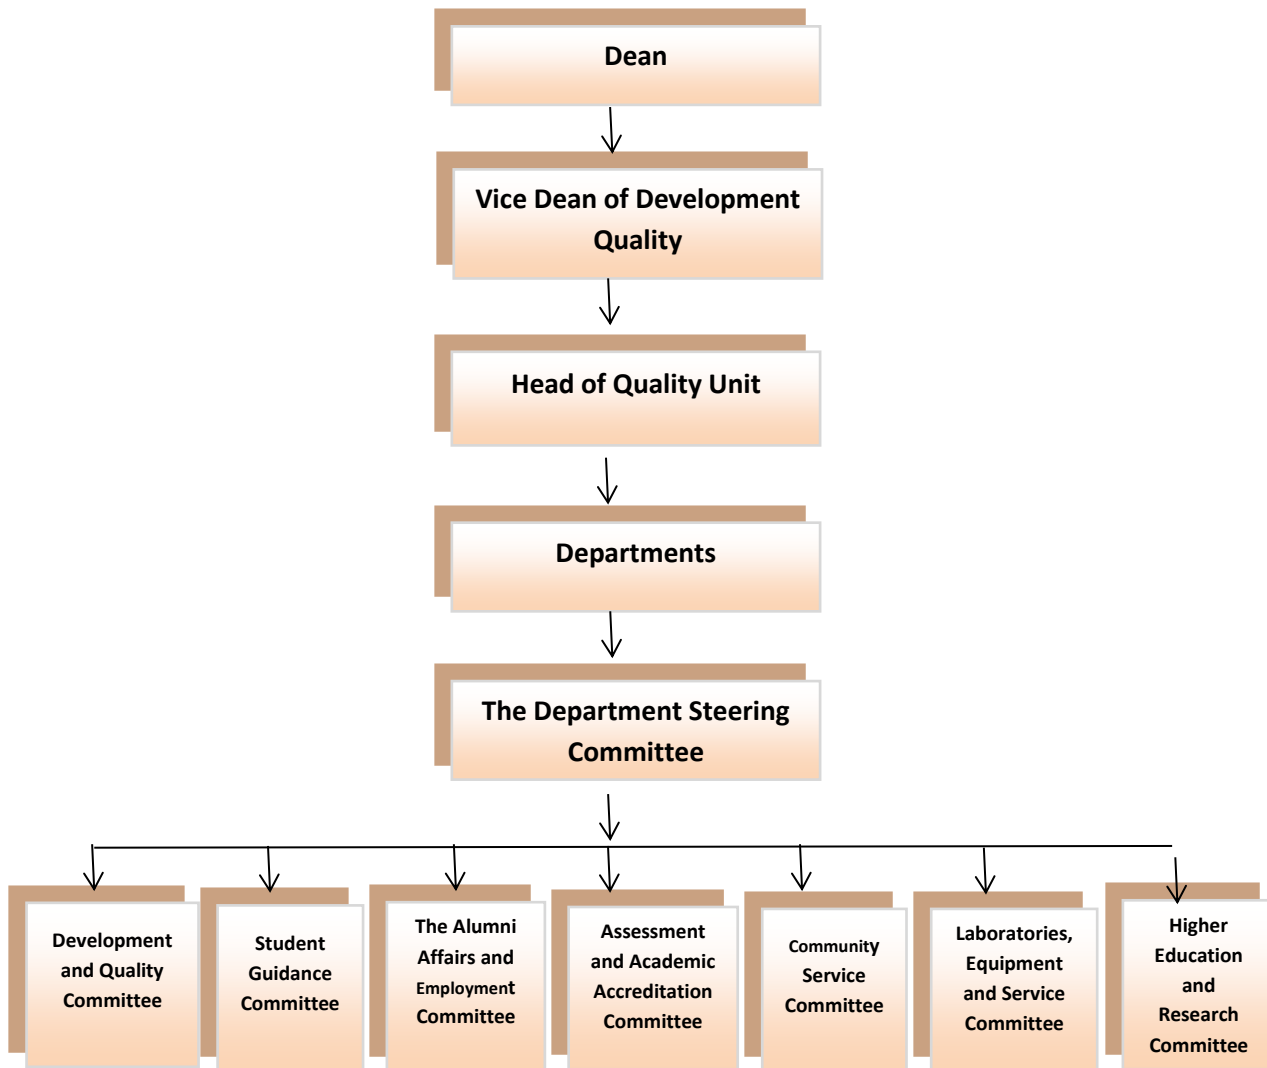 Dean
Vice Dean of Development
Quality
Head of Quality Unit
Departments
The Department Steering
Committee
Development
and Quality
Committee
Student
Guidance
Committee
The Alumni
Affairs and
Employment
Committee
Assessment
and Academic
Accreditation
Committee
Community
Service
Committee
Laboratories,
Equipment
and Service
Committee
Higher
Education
and
Research
Committee